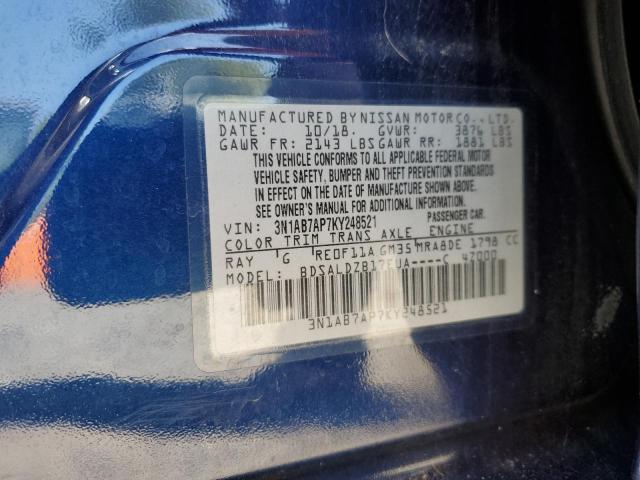 MANUFACTURED BY NISSAN MOTOR CO., LTD.
DATE: 10/18. GVWR: 3876 LBS
GAWR FR: 2143 LBS GAWR RR: 1881 LBS
THIS VEHICLE CONFORMS TO ALL APPLICABLE FEDERAL MOTOR
VEHICLE SAFETY, BUMPER AND THEFT PREVENTION STANDARDS
IN EFFECT ON THE DATE OF MANUFACTURE SHOWN ABOVE.
SEE OWNER'S MANUAL FOR ADDITIONAL INFORMATION.
VIN: 3N1AB7AP7KY248521 PASSENGER CAR
COLOR TRIM TRANS AXLE ENGINE
RAY G RE0F11A GM35 MRA8DE 1798 CC
MODEL: BDSALDZB17EUA----C 4Z000
3N1AB7AP7KY248521